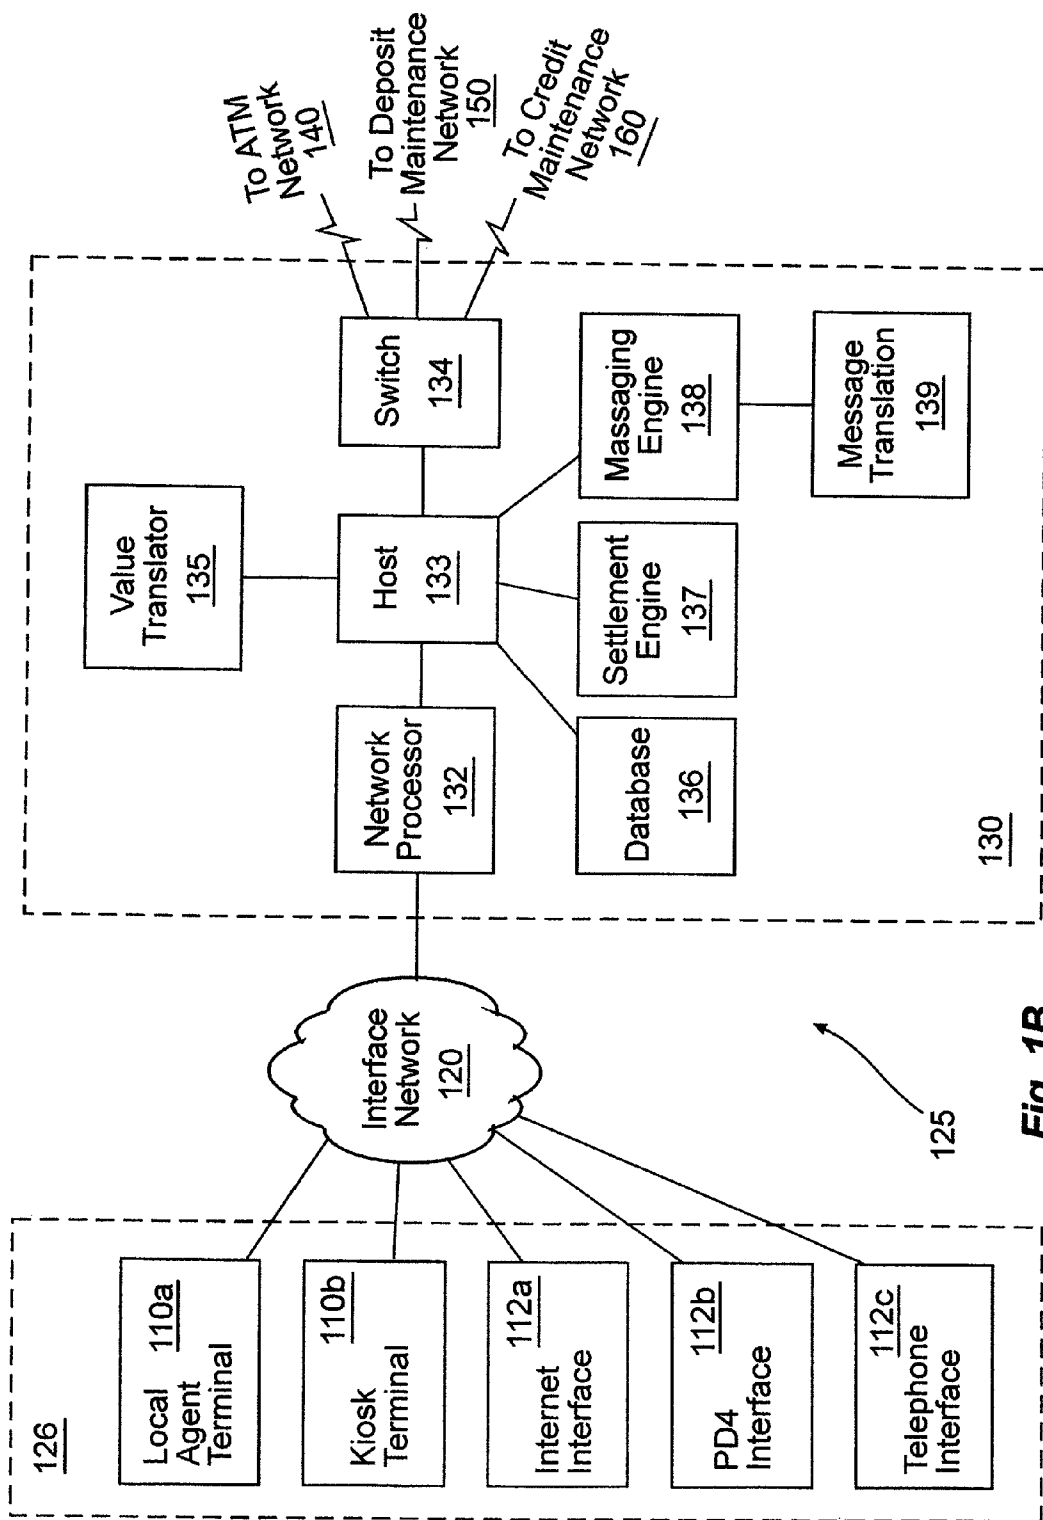 126
Local
Agent 110a
Terminal
Kiosk 110b
Terminal
Internet 112a
Interface
PD4 112b
Interface
Telephone 112c
Interface
Interface
Network
120
125
Fig. 1B
130
Network
Processor
132
Host
133
Switch
134
Value
Translator
135
Database
136
Settlement
Engine
137
Massaging
Engine
138
Message
Translation
139
To ATM
Network
140
To Deposit
Maintenance
Network
150
To Credit
Maintenance
Network
160